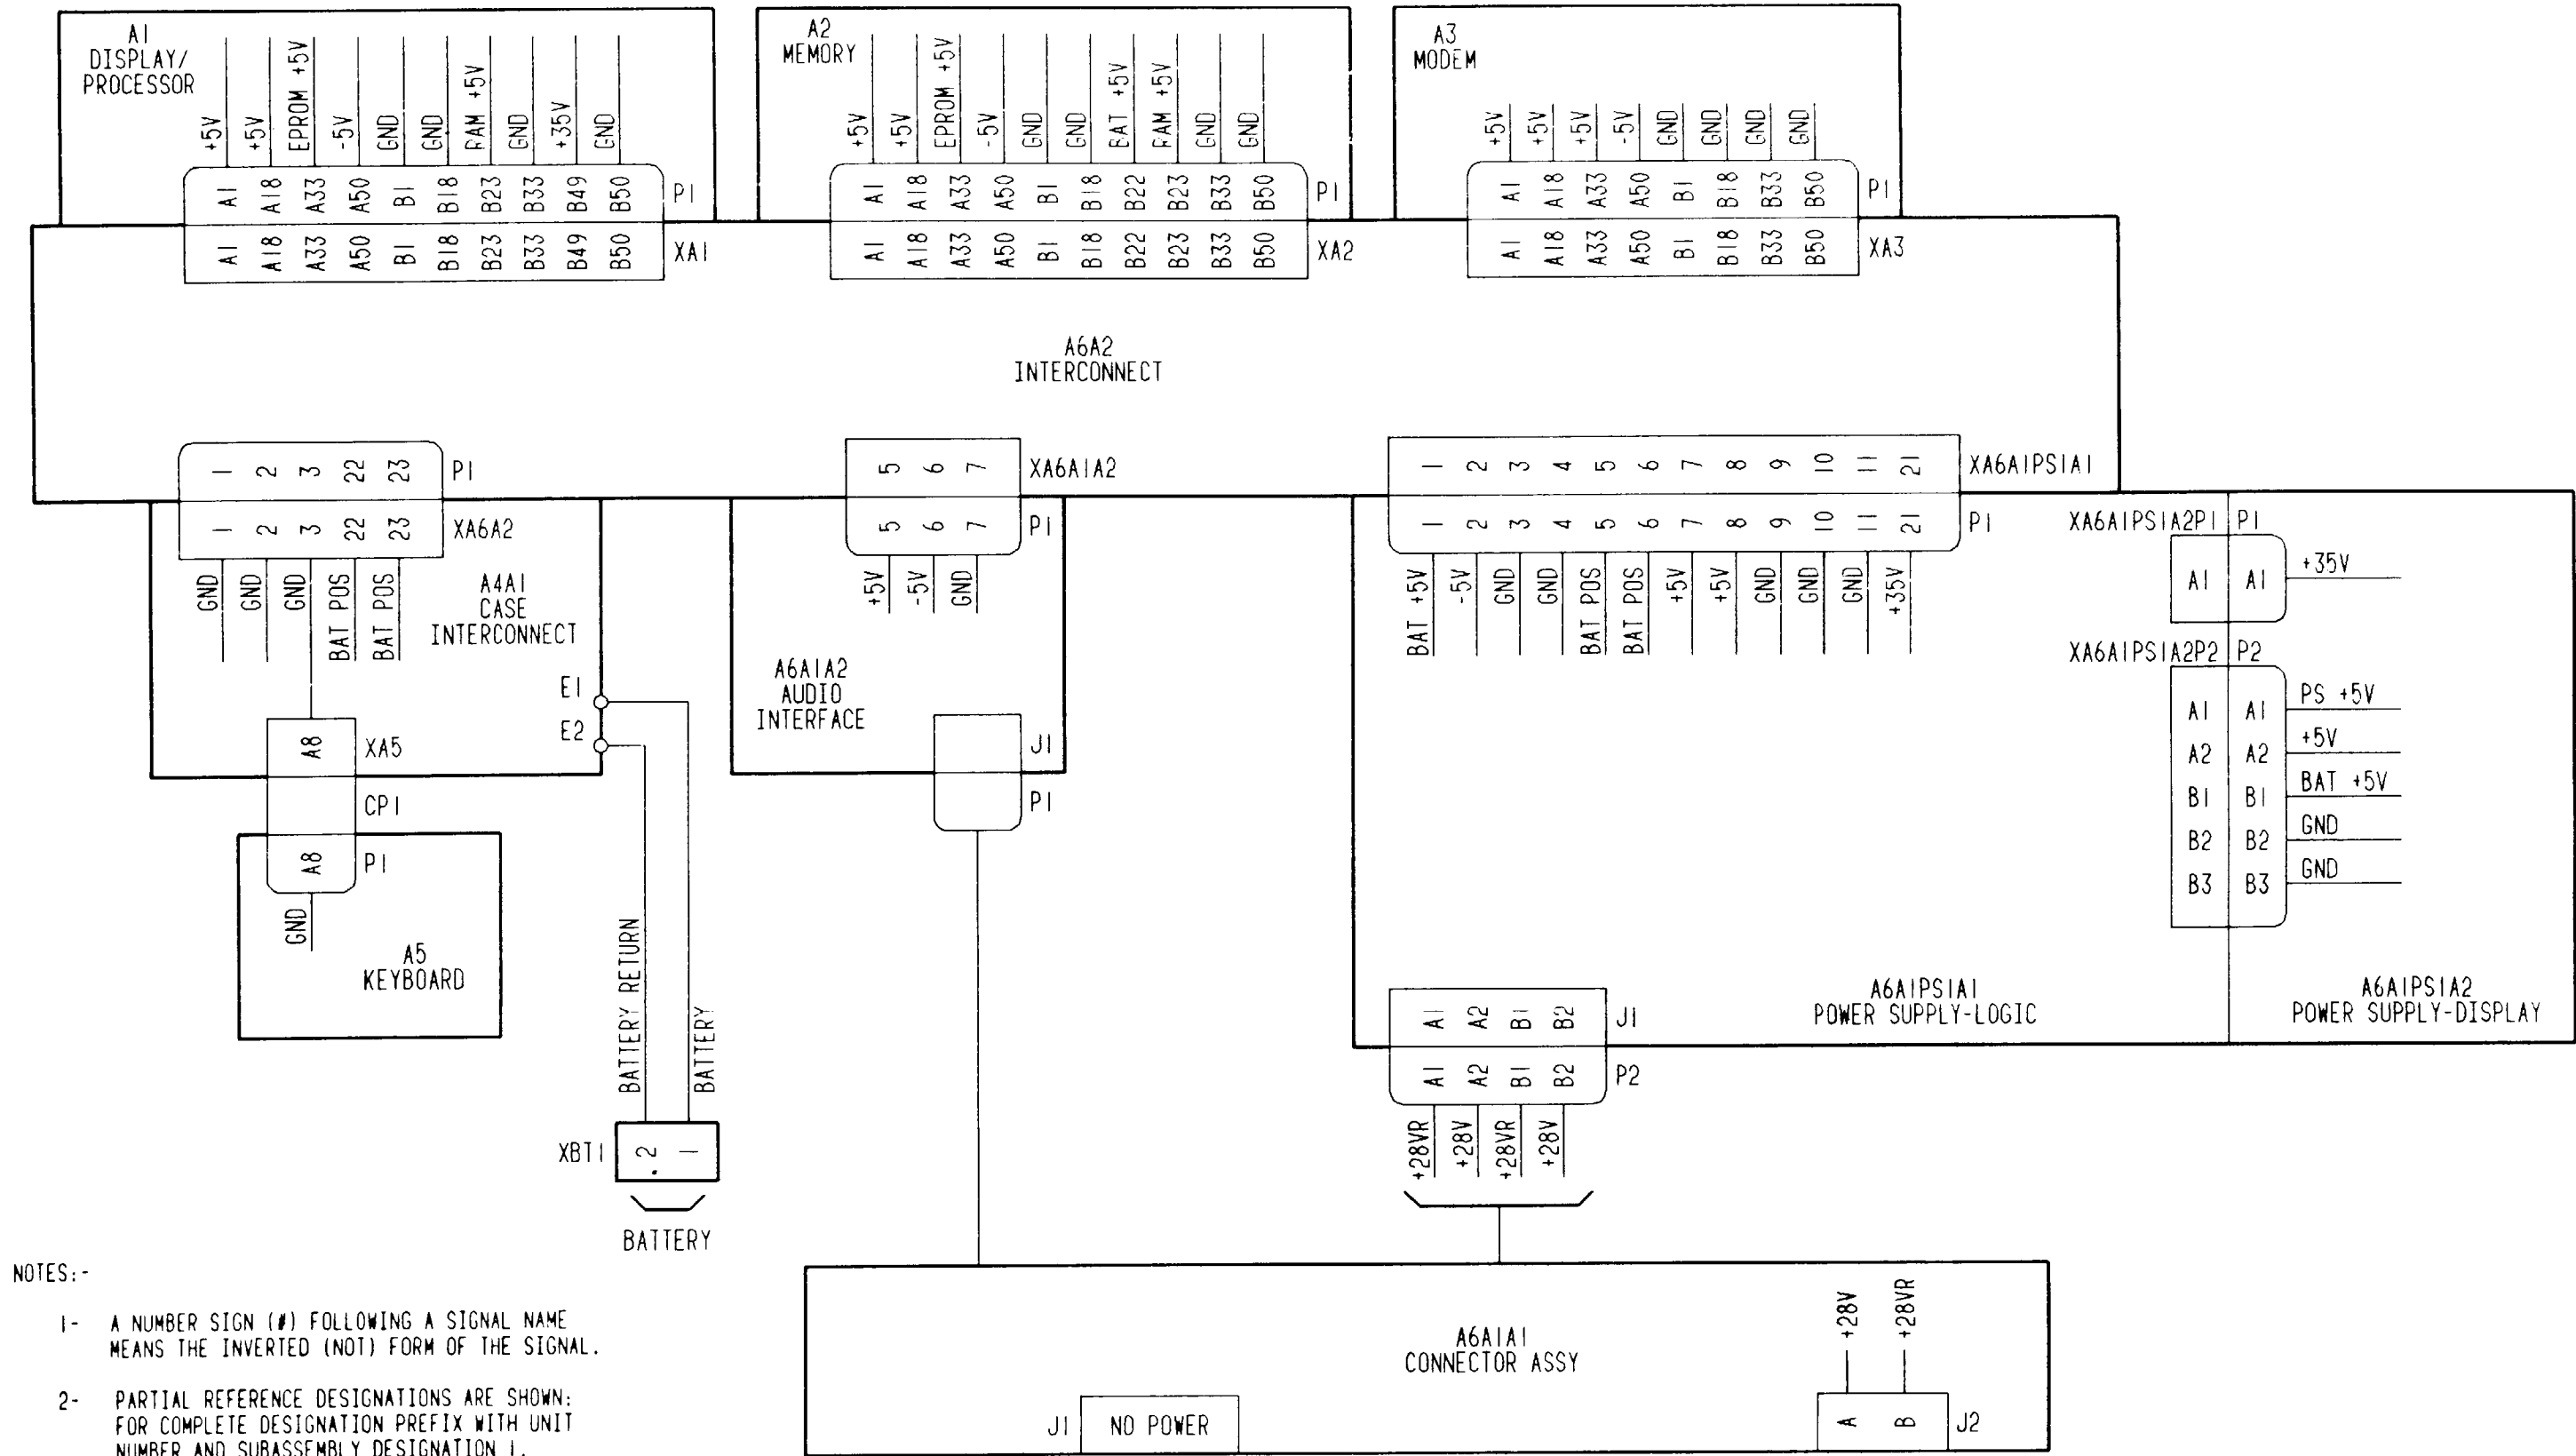 A1
DISPLAY/
PROCESSOR
+5V
+5V
EPROM +5V
-5V
GND
GND
RAM +5V
GND
+35V
GND
A1 A18 A33 A50 B1 B18 B23 B33 B49 B50
P1
A1 A18 A33 A50 B1 B18 B23 B33 B49 B50
XA1
A2
MEMORY
+5V
+5V
EPROM +5V
-5V
GND
GND
BAT +5V
RAM +5V
GND
GND
A1 A18 A33 A50 B1 B18 B22 B23 B33 B50
P1
A1 A18 A33 A50 B1 B18 B22 B23 B33 B50
XA2
A3
MODEM
+5V
+5V
+5V
-5V
GND
GND
GND
GND
A1 A18 A33 A50 B1 B18 B33 B50
P1
A1 A18 A33 A50 B1 B18 B33 B50
XA3
A6A2
INTERCONNECT
1 2 3 22 23
P1
1 2 3 22 23
XA6A2
GND
GND
GND
BAT POS
BAT POS
A4A1
CASE
INTERCONNECT
E1
E2
A8
XA5
CP1
A8
P1
GND
A5
KEYBOARD
BATTERY RETURN
BATTERY
XBT1
2 1
BATTERY
5 6 7
XA6A1A2
5 6 7
P1
+5V
-5V
GND
A6A1A2
AUDIO
INTERFACE
J1
P1
1 2 3 4 5 6 7 8 9 10 11 21
XA6A1PS1A1
1 2 3 4 5 6 7 8 9 10 11 21
P1
BAT +5V
-5V
GND
GND
BAT POS
BAT POS
+5V
+5V
GND
GND
GND
+35V
XA6A1PS1A2P1 P1
A1 A1 +35V
XA6A1PS1A2P2 P2
A1 A1 PS +5V
A2 A2 +5V
B1 B1 BAT +5V
B2 B2 GND
B3 B3 GND
A6A1PS1A1
POWER SUPPLY-LOGIC
A6A1PS1A2
POWER SUPPLY-DISPLAY
A1 A2 B1 B2
J1
A1 A2 B1 B2
P2
+28VR
+28V
+28VR
+28V
A6A1A1
CONNECTOR ASSY
J1 NO POWER
+28V
+28VR
A B
J2
NOTES:-
1- A NUMBER SIGN (#) FOLLOWING A SIGNAL NAME
MEANS THE INVERTED (NOT) FORM OF THE SIGNAL.
2- PARTIAL REFERENCE DESIGNATIONS ARE SHOWN:
FOR COMPLETE DESIGNATION PREFIX WITH UNIT
NUMBER AND SUBASSEMBLY DESIGNATION 1.